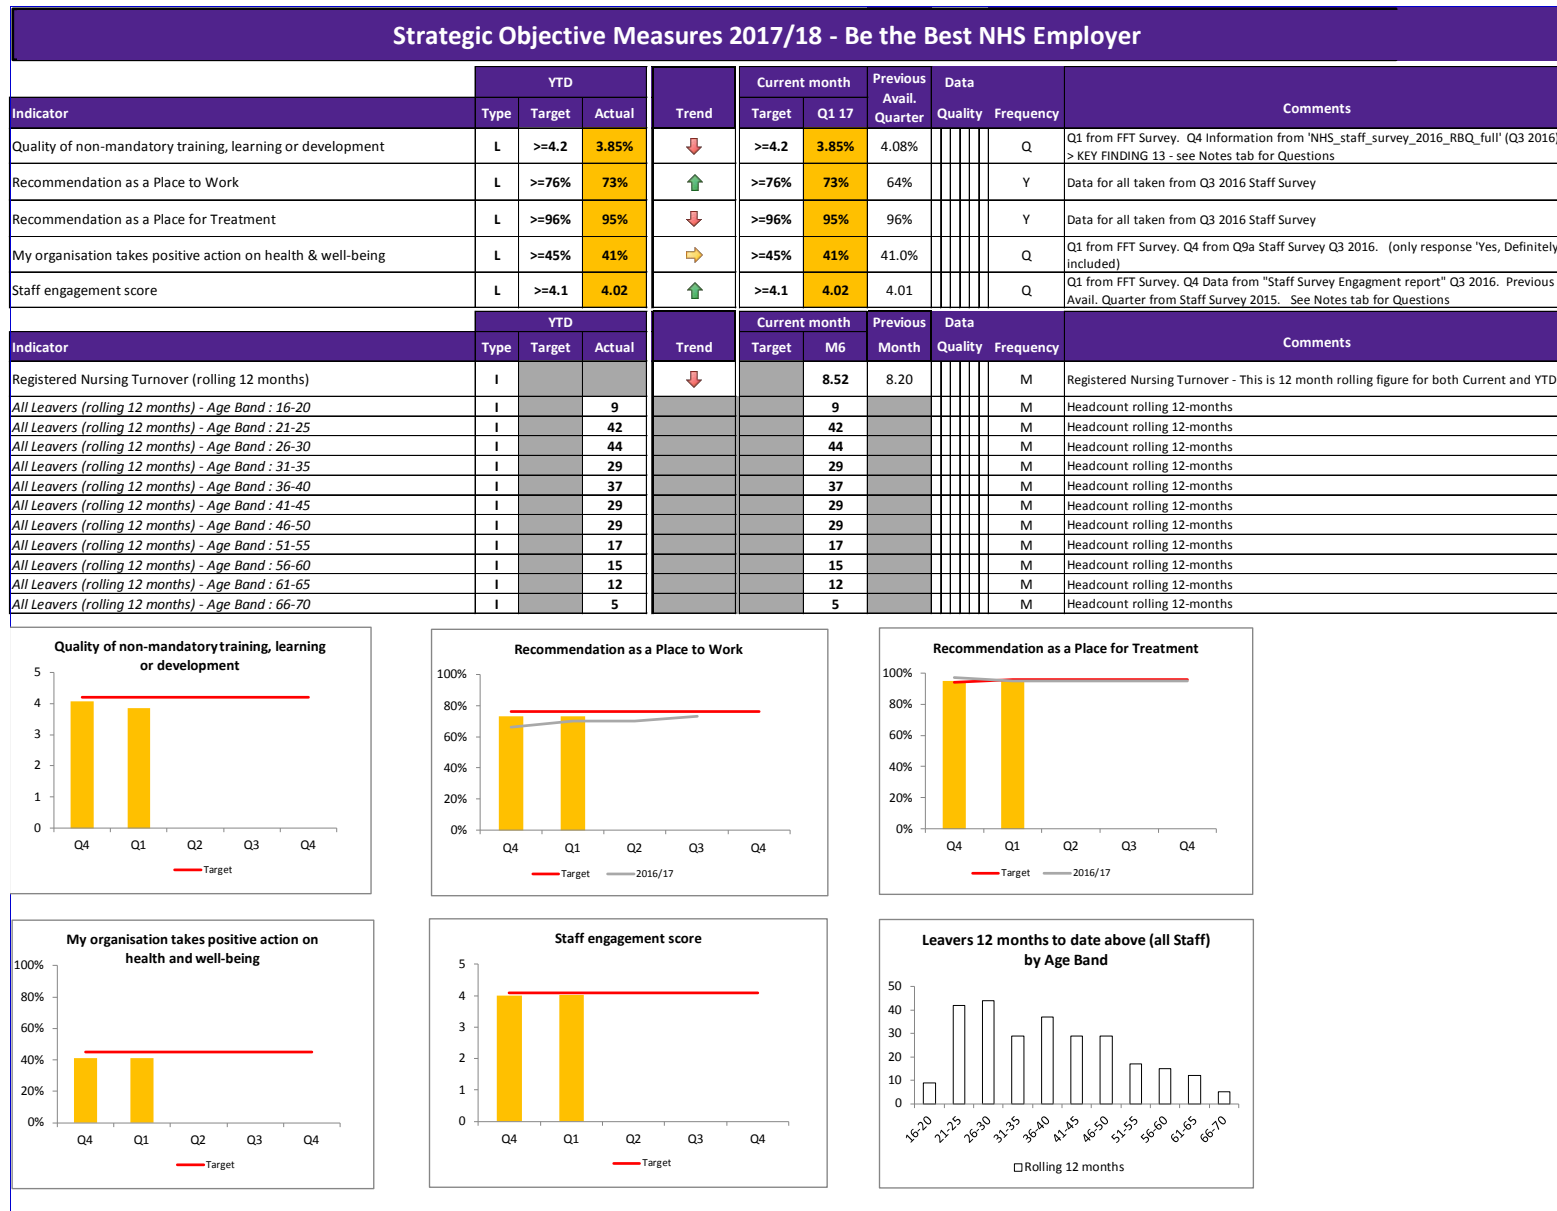 Strategic Objective Measures 2017/18 - Be the Best NHS Employer
YTD Current month Previous Data
Avail.
Indicator Type Target Actual Trend Target Q1 17 Quarter Quality Frequency Comments
Quality of non-mandatory training, learning or development L >=4.2 3.85% >=4.2 3.85% 4.08% Q Q1 from FFT Survey. Q4 Information from 'NHS_staff_survey_2016_RBQ_full' (Q3 2016)
> KEY FINDING 13 - see Notes tab for Questions
Recommendation as a Place to Work L >=76% 73% >=76% 73% 64% Y Data for all taken from Q3 2016 Staff Survey
Recommendation as a Place for Treatment L >=96% 95% >=96% 95% 96% Y Data for all taken from Q3 2016 Staff Survey
My organisation takes positive action on health & well-being L >=45% 41% >=45% 41% 41.0% Q Q1 from FFT Survey. Q4 from Q9a Staff Survey Q3 2016. (only response 'Yes, Definitely
included)
Staff engagement score L >=4.1 4.02 >=4.1 4.02 4.01 Q Q1 from FFT Survey. Q4 Data from "Staff Survey Engagment report" Q3 2016. Previous
Avail. Quarter from Staff Survey 2015. See Notes tab for Questions
YTD Current month Previous Data
Indicator Type Target Actual Trend Target M6 Month Quality Frequency Comments
Registered Nursing Turnover (rolling 12 months) I 8.52 8.20 M Registered Nursing Turnover - This is 12 month rolling figure for both Current and YTD
All Leavers (rolling 12 months) - Age Band : 16-20 I 9 9 M Headcount rolling 12-months
All Leavers (rolling 12 months) - Age Band : 21-25 I 42 42 M Headcount rolling 12-months
All Leavers (rolling 12 months) - Age Band : 26-30 I 44 44 M Headcount rolling 12-months
All Leavers (rolling 12 months) - Age Band : 31-35 I 29 29 M Headcount rolling 12-months
All Leavers (rolling 12 months) - Age Band : 36-40 I 37 37 M Headcount rolling 12-months
All Leavers (rolling 12 months) - Age Band : 41-45 I 29 29 M Headcount rolling 12-months
All Leavers (rolling 12 months) - Age Band : 46-50 I 29 29 M Headcount rolling 12-months
All Leavers (rolling 12 months) - Age Band : 51-55 I 17 17 M Headcount rolling 12-months
All Leavers (rolling 12 months) - Age Band : 56-60 I 15 15 M Headcount rolling 12-months
All Leavers (rolling 12 months) - Age Band : 61-65 I 12 12 M Headcount rolling 12-months
All Leavers (rolling 12 months) - Age Band : 66-70 I 5 5 M Headcount rolling 12-months
Quality of non-mandatory training, learning
or development
5
4
3
2
1
0
Q4 Q1 Q2 Q3 Q4
Target
Recommendation as a Place to Work
100%
80%
60%
40%
20%
0%
Q4 Q1 Q2 Q3 Q4
Target 2016/17
Recommendation as a Place for Treatment
100%
80%
60%
40%
20%
0%
Q4 Q1 Q2 Q3 Q4
Target 2016/17
My organisation takes positive action on
health and well-being
100%
80%
60%
40%
20%
0%
Q4 Q1 Q2 Q3 Q4
Target
Staff engagement score
5
4
3
2
1
0
Q4 Q1 Q2 Q3 Q4
Target
Leavers 12 months to date above (all Staff)
by Age Band
50
40
30
20
10
0
16-20 21-25 26-30 31-35 36-40 41-45 46-50 51-55 56-60 61-65 66-70
Rolling 12 months